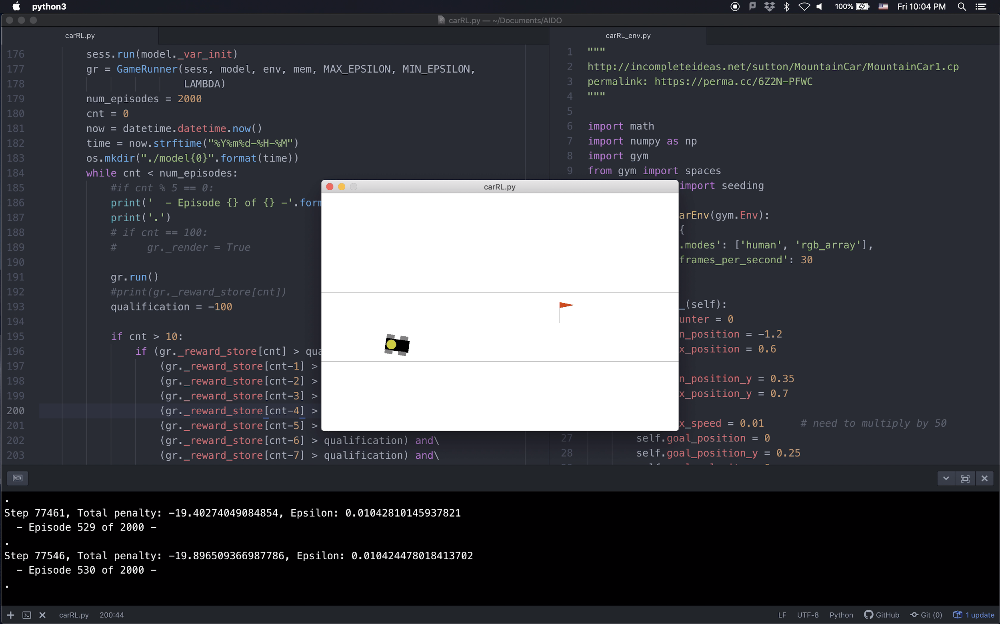 python3
100%
Fri 10:04 PM
carRL.py — ~/Documents/AIDO
carRL.py
176 sess.run(model._var_init)
177 gr = GameRunner(sess, model, env, mem, MAX_EPSILON, MIN_EPSILON,
178 LAMBDA)
179 num_episodes = 2000
180 cnt = 0
181 now = datetime.datetime.now()
182 time = now.strftime("%Y%m%d-%H-%M")
183 os.mkdir("./model{0}".format(time))
184 while cnt < num_episodes:
185 #if cnt % 5 == 0:
186 print('  - Episode {} of {} -'.form
187 print('.')
188 # if cnt == 100:
189 #     gr._render = True
190
191 gr.run()
192 #print(gr._reward_store[cnt])
193 qualification = -100
194
195 if cnt > 10:
196 if (gr._reward_store[cnt] > qua
197 (gr._reward_store[cnt-1] >
198 (gr._reward_store[cnt-2] >
199 (gr._reward_store[cnt-3] >
200 (gr._reward_store[cnt-4] >
201 (gr._reward_store[cnt-5] >
202 (gr._reward_store[cnt-6] > qualification) and\
203 (gr._reward_store[cnt-7] > qualification) and\
carRL_env.py
1 """
2 http://incompleteideas.net/sutton/MountainCar/MountainCar1.cp
3 permalink: https://perma.cc/6Z2N-PFWC
4 """
5
6 import math
7 import numpy as np
8 import gym
9 from gym import spaces
import seeding
arEnv(gym.Env):
{
.modes': ['human', 'rgb_array'],
frames_per_second': 30
_(self):
unter = 0
n_position = -1.2
x_position = 0.6
n_position_y = 0.35
x_position_y = 0.7
x_speed = 0.01      # need to multiply by 50
27 self.goal_position = 0
28 self.goal_position_y = 0.25
carRL.py
.
Step 77461, Total penalty: -19.40274049084854, Epsilon: 0.01042810145937821
- Episode 529 of 2000 -
.
Step 77546, Total penalty: -19.896509366987786, Epsilon: 0.010424478018413702
- Episode 530 of 2000 -
.
carRL.py 200:44
LF UTF-8 Python GitHub Git (0) 1 update